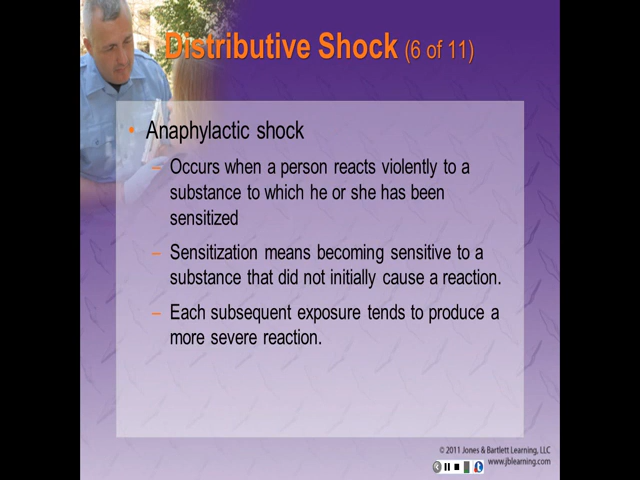 Distributive Shock (6 of 11)
• Anaphylactic shock
– Occurs when a person reacts violently to a
substance to which he or she has been
sensitized
– Sensitization means becoming sensitive to a
substance that did not initially cause a reaction.
– Each subsequent exposure tends to produce a
more severe reaction.
© 2011 Jones & Bartlett Learning, LLC
www.jblearning.com